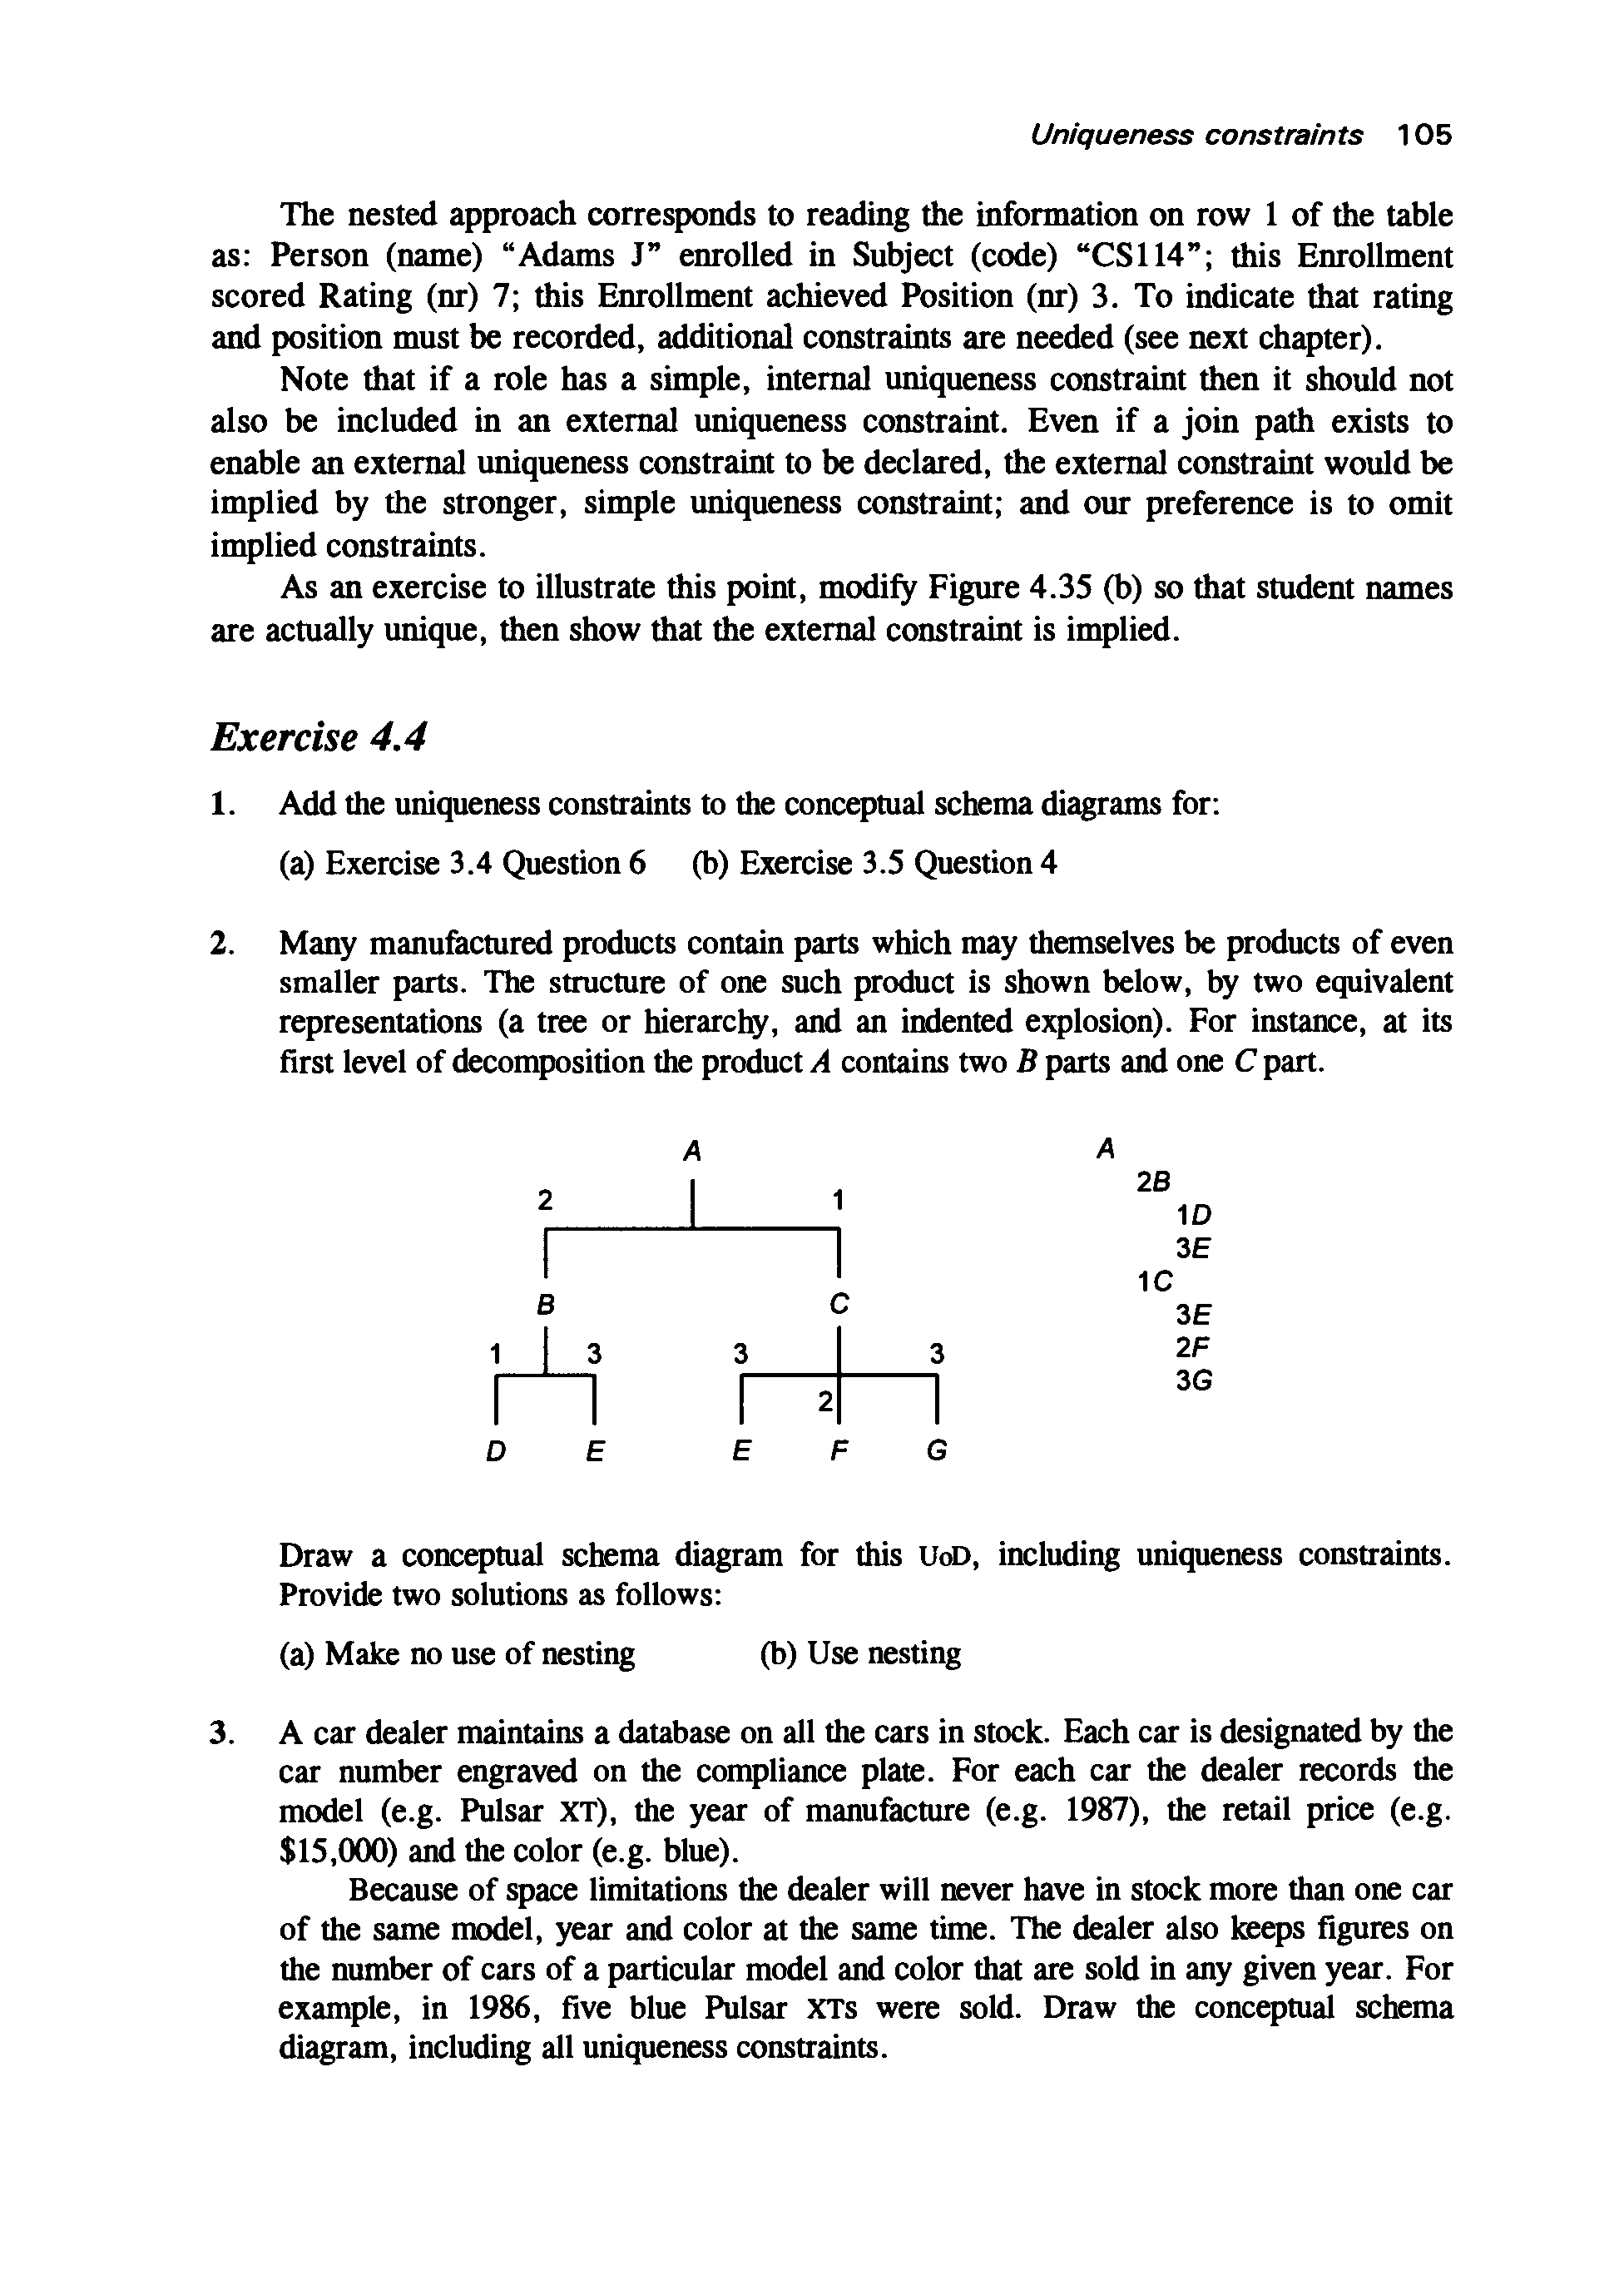 Uniqueness constraints 105
The nested approach corresponds to reading the information on row 1 of the table
as: Person (name) “Adams J” enrolled in Subject (code) “CS114”; this Enrollment
scored Rating (nr) 7; this Enrollment achieved Position (nr) 3. To indicate that rating
and position must be recorded, additional constraints are needed (see next chapter).
Note that if a role has a simple, internal uniqueness constraint then it should not
also be included in an external uniqueness constraint. Even if a join path exists to
enable an external uniqueness constraint to be declared, the external constraint would be
implied by the stronger, simple uniqueness constraint; and our preference is to omit
implied constraints.
As an exercise to illustrate this point, modify Figure 4.35 (b) so that student names
are actually unique, then show that the external constraint is implied.
Exercise 4.4
1. Add the uniqueness constraints to the conceptual schema diagrams for:
(a) Exercise 3.4 Question 6 (b) Exercise 3.5 Question 4
2. Many manufactured products contain parts which may themselves be products of even
smaller parts. The structure of one such product is shown below, by two equivalent
representations (a tree or hierarchy, and an indented explosion). For instance, at its
first level of decomposition the product A contains two B parts and one C part.
A
2 1
B C
1 3 3 3
2
D E E F G
A
2B
1D
3E
1C
3E
2F
3G
Draw a conceptual schema diagram for this UoD, including uniqueness constraints.
Provide two solutions as follows:
(a) Make no use of nesting (b) Use nesting
3. A car dealer maintains a database on all the cars in stock. Each car is designated by the
car number engraved on the compliance plate. For each car the dealer records the
model (e.g. Pulsar XT), the year of manufacture (e.g. 1987), the retail price (e.g.
$15,000) and the color (e.g. blue).
Because of space limitations the dealer will never have in stock more than one car
of the same model, year and color at the same time. The dealer also keeps figures on
the number of cars of a particular model and color that are sold in any given year. For
example, in 1986, five blue Pulsar XTs were sold. Draw the conceptual schema
diagram, including all uniqueness constraints.